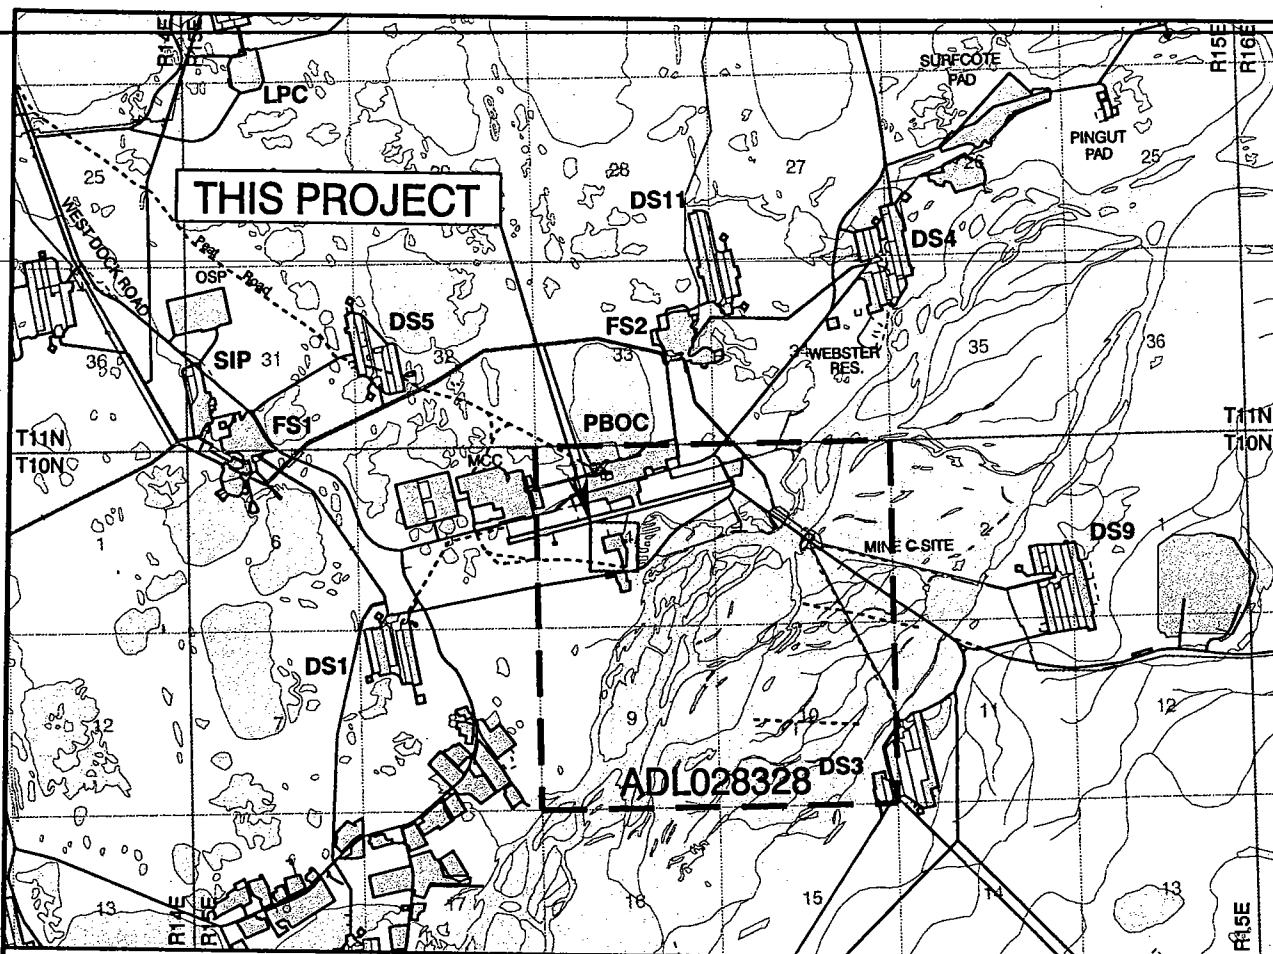 R14E
R15E
R15E
R16E
LPC
SURFCOTE
PAD
PINGUT
PAD
25
28
27
26
25
THIS PROJECT
DS11
DS4
WEST DOCK ROAD
Peat Road
OSP
DS5
FS2
36
SIP
31
32
33
WEBSTER
RES.
35
36
FS1
PBOC
T11N
T10N
T11N
T10N
MCC
1
6
2
1
MINE C SITE
DS9
DS1
12
7
9
10
11
12
ADL028328
DS3
13
17
16
15
14
13
R14E
R15E
R15E